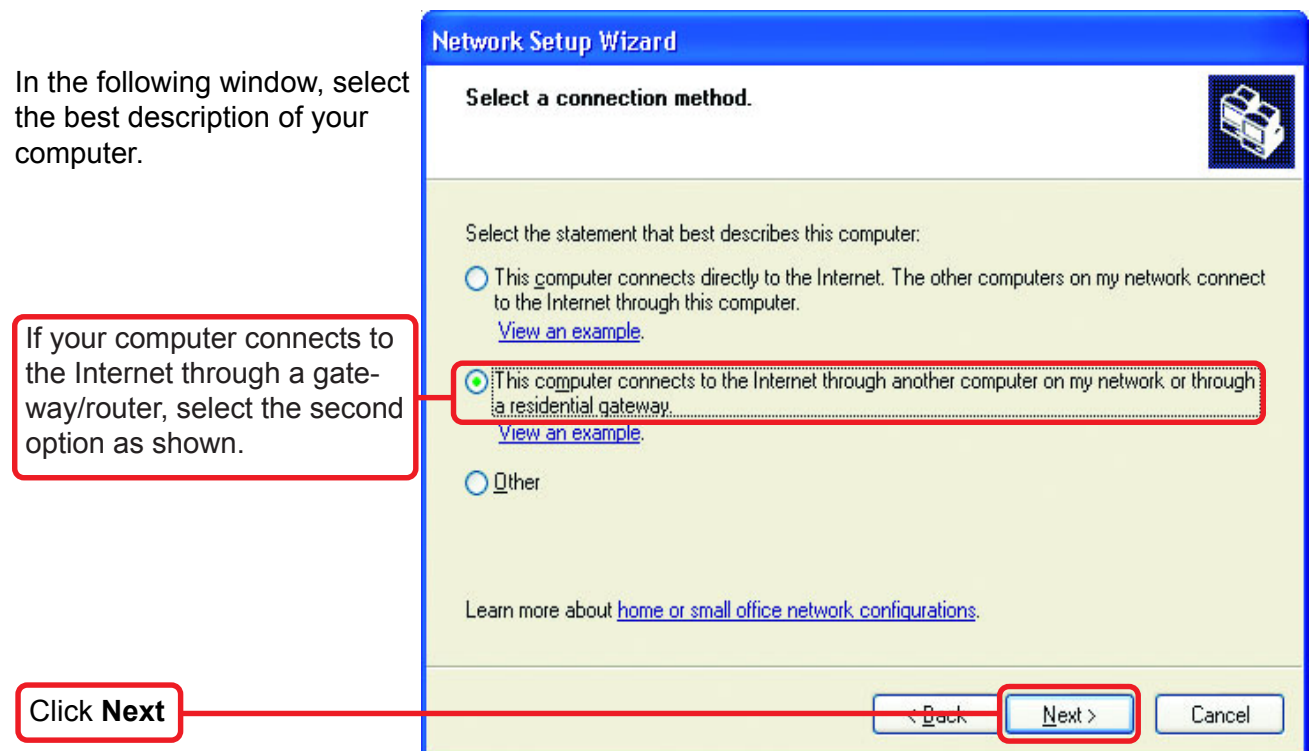 In the following window, select
the best description of your
computer.
If your computer connects to
the Internet through a gate-
way/router, select the second
option as shown.
Click Next
Network Setup Wizard
Select a connection method.
Select the statement that best describes this computer:
This computer connects directly to the Internet. The other computers on my network connect
to the Internet through this computer.
View an example.
This computer connects to the Internet through another computer on my network or through
a residential gateway.
View an example.
Other
Learn more about home or small office network configurations.
< Back
Next >
Cancel